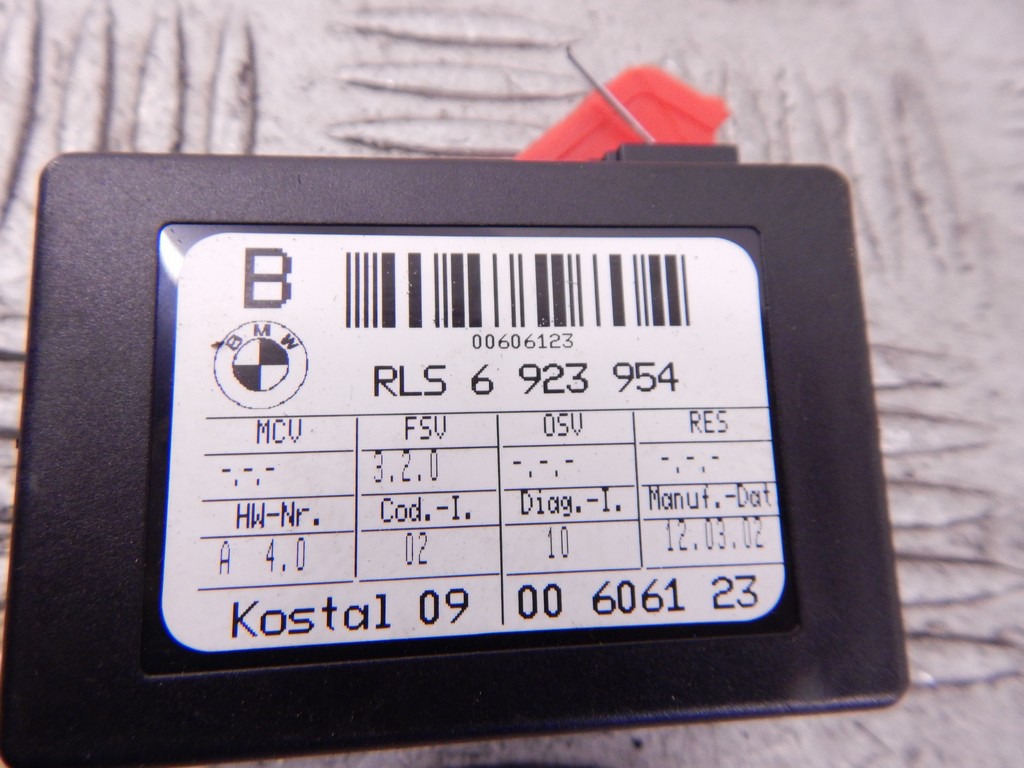 B
BMW
00606123
RLS 6 923 954
MCV FSV OSV RES
-.-.- 3.2.0 -.-.- -.-.-
HW-Nr. Cod.-I. Diag.-I. Manuf.-Dat
A 4.0 02 10 12.03.02
Kostal 09 00 6061 23